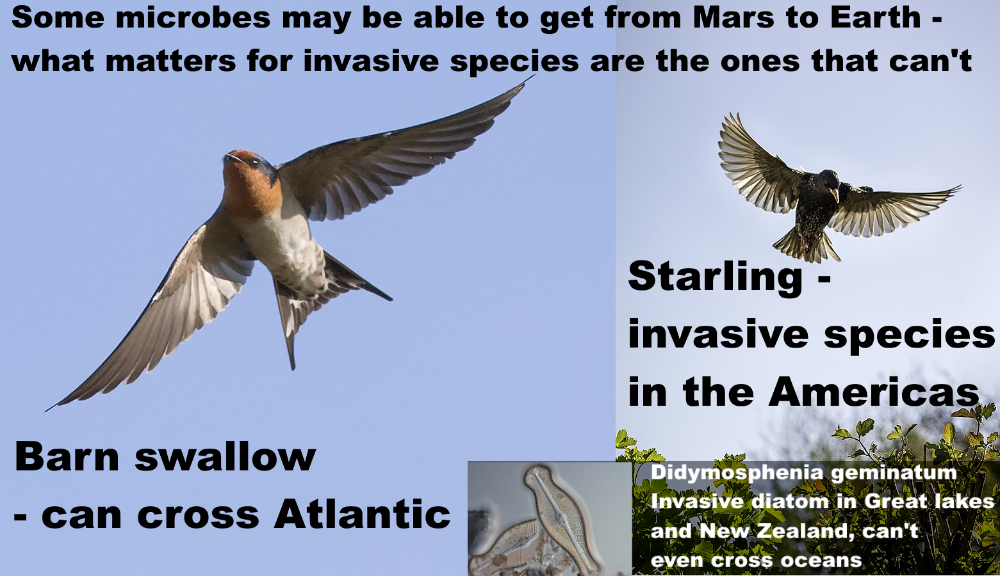 Some microbes may be able to get from Mars to Earth -
what matters for invasive species are the ones that can't
Starling -
invasive species
in the Americas
Barn swallow
- can cross Atlantic
Didymosphenia geminatum
Invasive diatom in Great lakes
and New Zealand, can't
even cross oceans